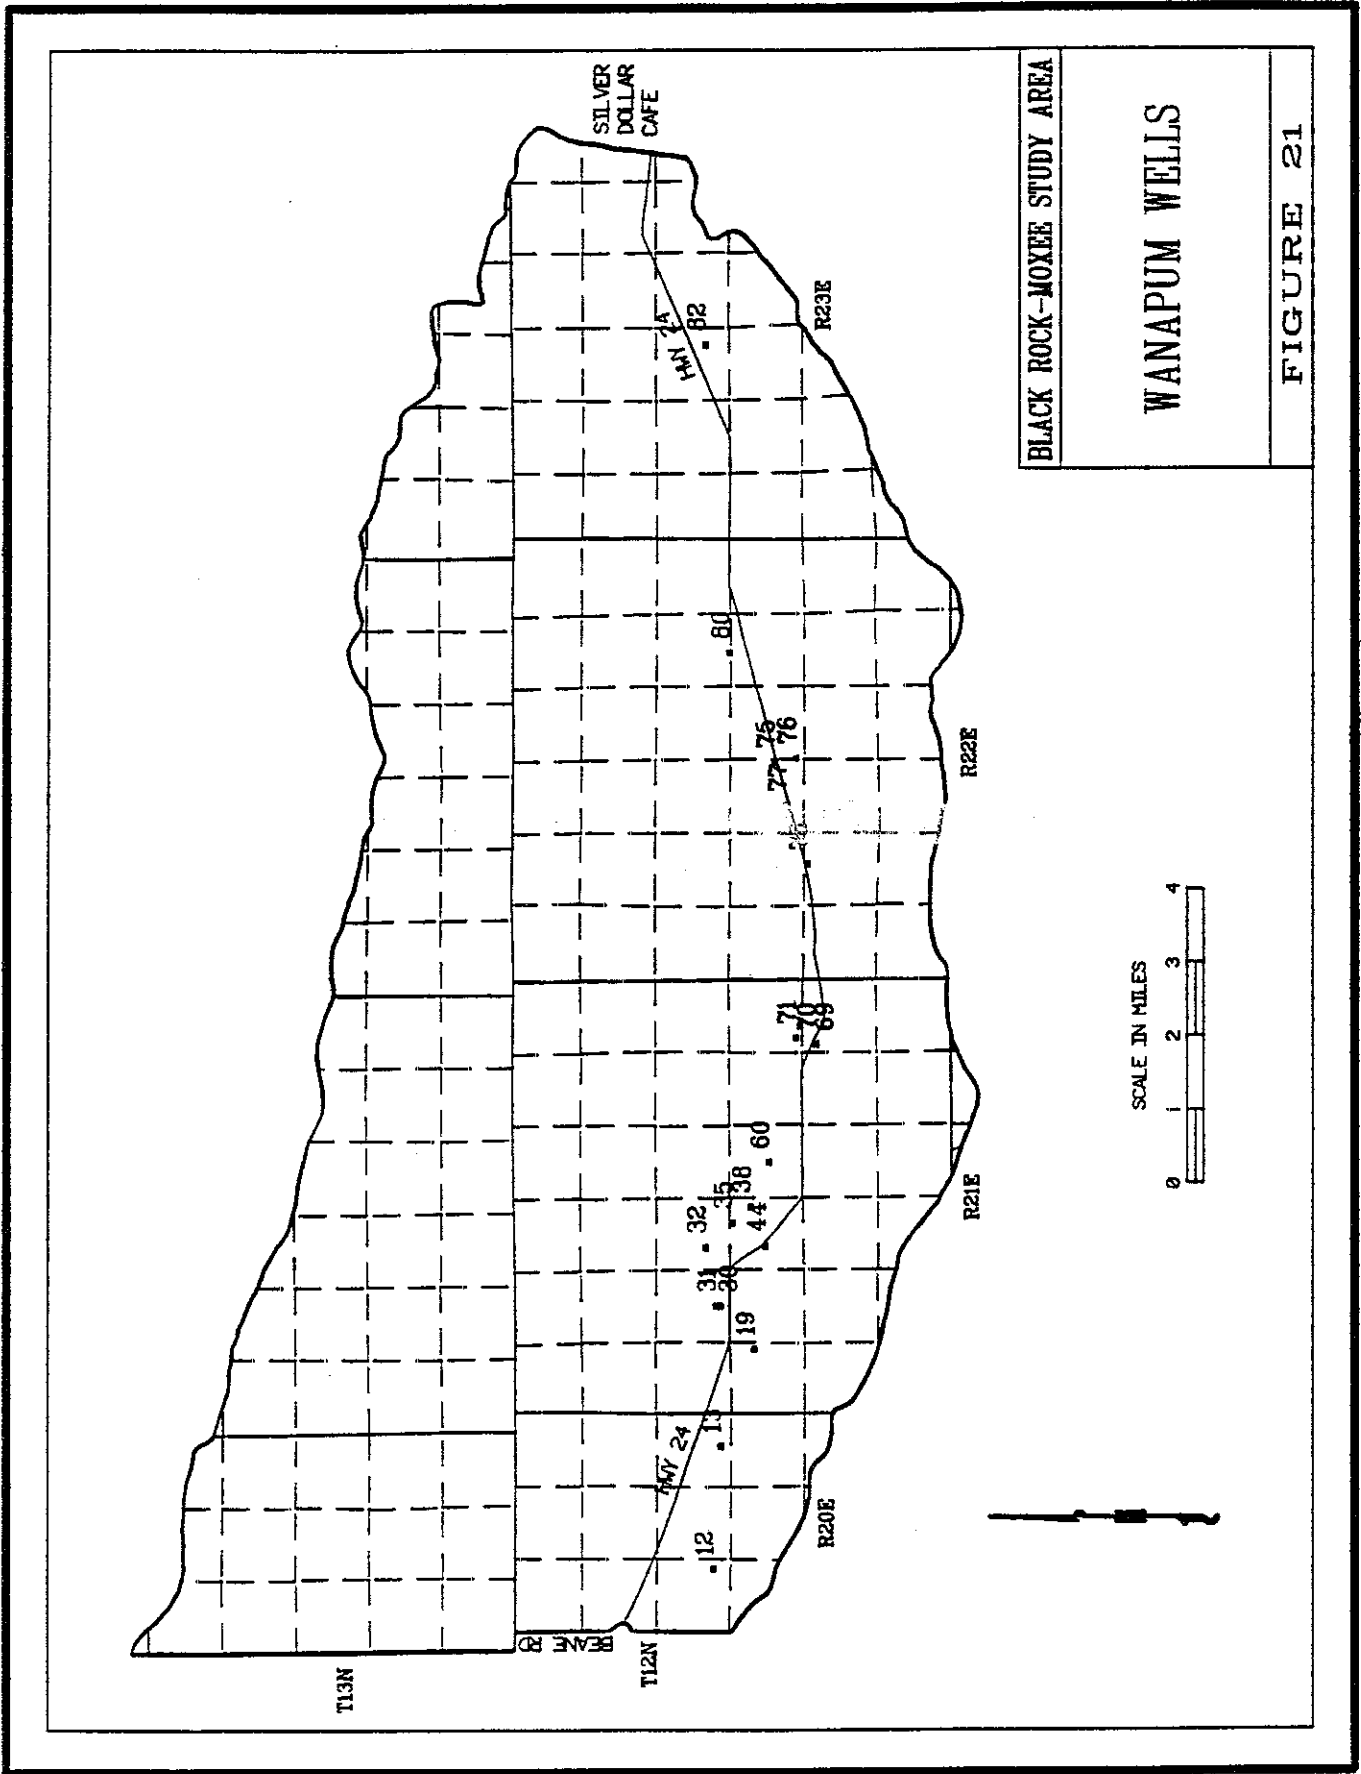 SILVER
DOLLAR
CAFE
T13N
BEANE RD
T12N
HWY 24
HWY 24
12
13
19
31
30
32
35
38
44
60
71
70
69
77
75
76
80
82
R20E
R21E
R22E
R23E
SCALE IN MILES
0 1 2 3 4
BLACK ROCK-MOXEE STUDY AREA
WANAPUM WELLS
FIGURE 21